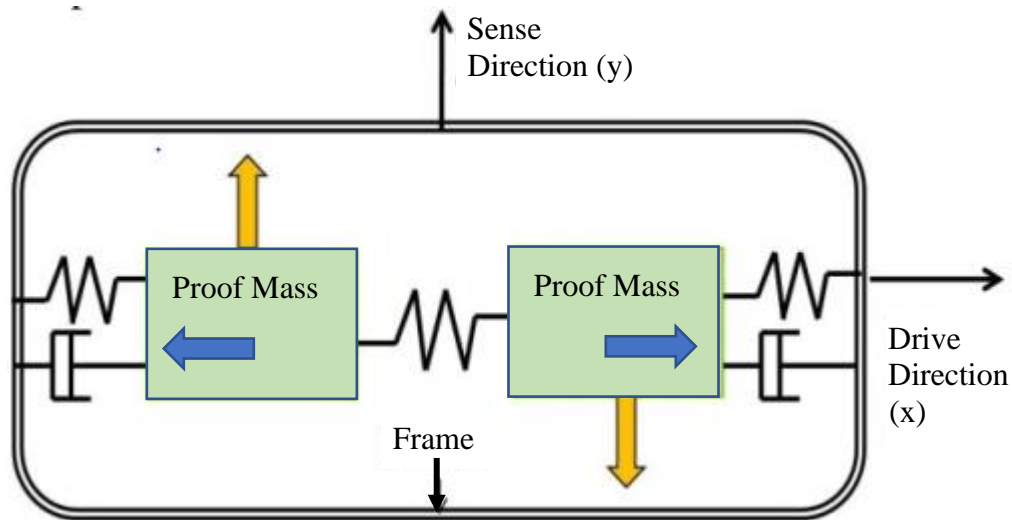 Sense
Direction (y)
Proof Mass
Proof Mass
Drive
Direction
(x)
Frame